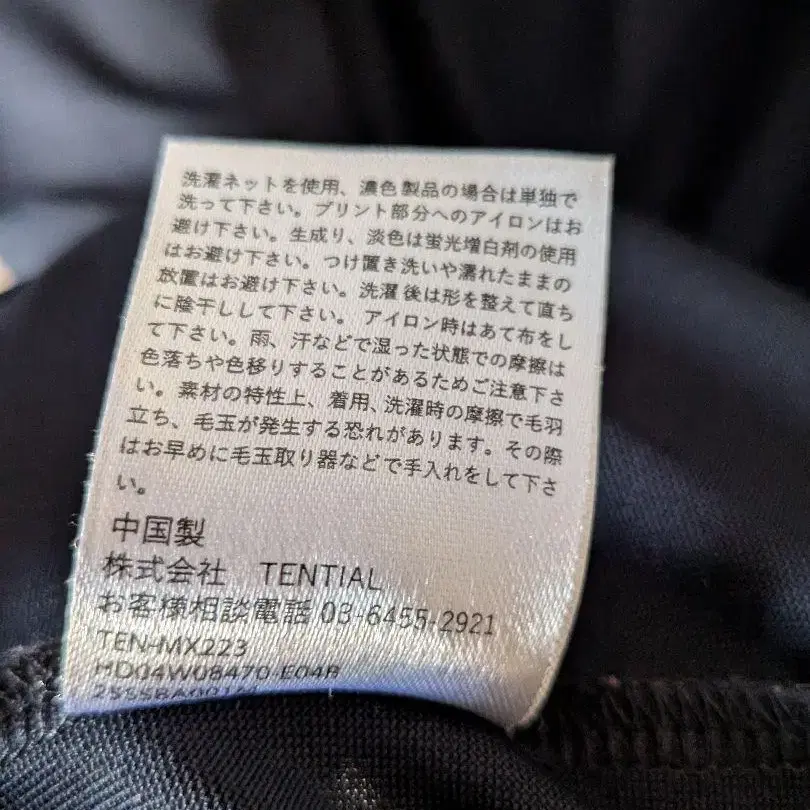 洗濯ネットを使用、濃色製品の場合は単独で
洗って下さい。プリント部分へのアイロンはお
避け下さい。生成り、淡色は蛍光増白剤の使用
はお避け下さい。つけ置き洗いや濡れたままの
放置はお避け下さい。洗濯後は形を整えて直ち
に陰干しして下さい。アイロン時はあて布をし
て下さい。雨、汗などで湿った状態での摩擦は
色落ちや色移りすることがあるためご注意下さ
い。素材の特性上、着用、洗濯時の摩擦で毛羽
立ち、毛玉が発生する恐れがあります。その際
はお早めに毛玉取り器などで手入れをして下さ
い。
中国製
株式会社 TENTIAL
お客様相談電話 03-6455-2921
TEN-MX223
HD04W08470-E04B